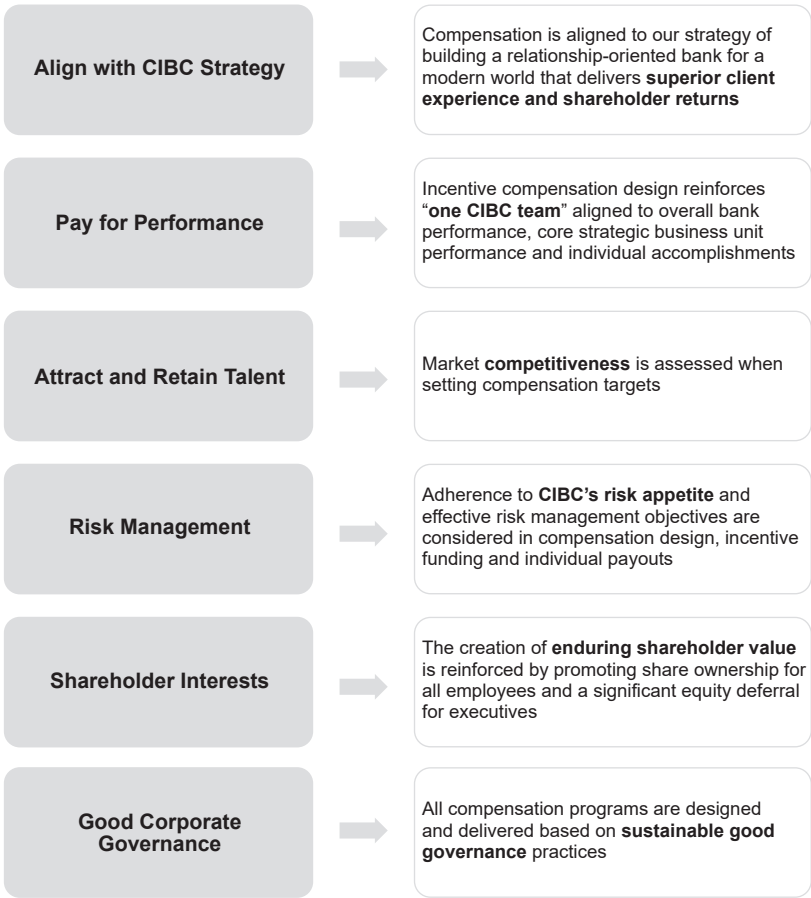 Align with CIBC Strategy
Compensation is aligned to our strategy of
building a relationship-oriented bank for a
modern world that delivers superior client
experience and shareholder returns
Pay for Performance
Incentive compensation design reinforces
“one CIBC team” aligned to overall bank
performance, core strategic business unit
performance and individual accomplishments
Attract and Retain Talent
Market competitiveness is assessed when
setting compensation targets
Risk Management
Adherence to CIBC’s risk appetite and
effective risk management objectives are
considered in compensation design, incentive
funding and individual payouts
Shareholder Interests
The creation of enduring shareholder value
is reinforced by promoting share ownership for
all employees and a significant equity deferral
for executives
Good Corporate
Governance
All compensation programs are designed
and delivered based on sustainable good
governance practices